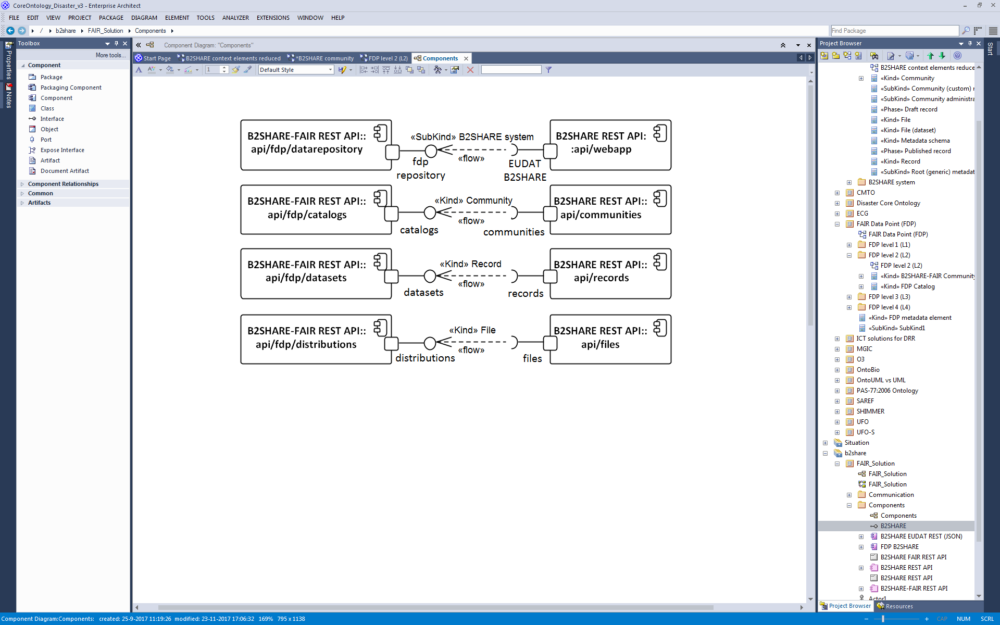 CoreOntology_Disaster_v3 - Enterprise Architect
FILE EDIT VIEW PROJECT PACKAGE DIAGRAM ELEMENT TOOLS ANALYZER EXTENSIONS WINDOW HELP
/ b2share FAIR_Solution Components
Find Package
Properties
Notes
Toolbox
More tools...
Component
Package
Packaging Component
Component
Class
Interface
Object
Port
Expose Interface
Artifact
Document Artifact
Component Relationships
Common
Artifacts
Component Diagram: "Components"
Start Page B2SHARE context elements reduced *B2SHARE community FDP level 2 (L2) Components
1 Default Style
B2SHARE-FAIR REST API::
api/fdp/datarepository
«SubKind» B2SHARE system
«flow»
fdp
repository
EUDAT
B2SHARE
B2SHARE REST API:
:api/webapp
B2SHARE-FAIR REST API::
api/fdp/catalogs
«Kind» Community
«flow»
catalogs
communities
B2SHARE REST API::
api/communities
B2SHARE-FAIR REST API::
api/fdp/datasets
«Kind» Record
«flow»
datasets
records
B2SHARE REST API::
api/records
B2SHARE-FAIR REST API::
api/fdp/distributions
«Kind» File
«flow»
distributions
files
B2SHARE REST API::
api/files
Project Browser
B2SHARE context elements reduce
«Kind» Community
«SubKind» Community (custom) r
«SubKind» Community administra
«Phase» Draft record
«Kind» File
«Kind» File (dataset)
«Kind» Metadata schema
«Phase» Published record
«Kind» Record
«SubKind» Root (generic) metadat
B2SHARE system
CMTO
Disaster Core Ontology
ECG
FAIR Data Point (FDP)
FAIR Data Point (FDP)
FDP level 1 (L1)
FDP level 2 (L2)
FDP level 2 (L2)
«Kind» B2SHARE-FAIR Community
«Kind» FDP Catalog
FDP level 3 (L3)
FDP level 4 (L4)
«Kind» FDP metadata element
«SubKind» SubKind1
ICT solutions for DRR
MGIC
O3
OntoBio
OntoUML vs UML
PAS-77:2006 Ontology
SAREF
SHIMMER
UFO
UFO-S
Situation
b2share
FAIR_Solution
FAIR_Solution
FAIR_Solution
Communication
Components
Components
B2SHARE
B2SHARE EUDAT REST (JSON)
FDP B2SHARE
B2SHARE FAIR REST API
B2SHARE REST API
B2SHARE REST API
B2SHARE-FAIR REST API
Actor1
Project Browser Resources
Start
Component Diagram:Components: created: 25-9-2017 11:19:26 modified: 23-11-2017 17:06:32 169% 795 x 1138
CAP NUM SCRL